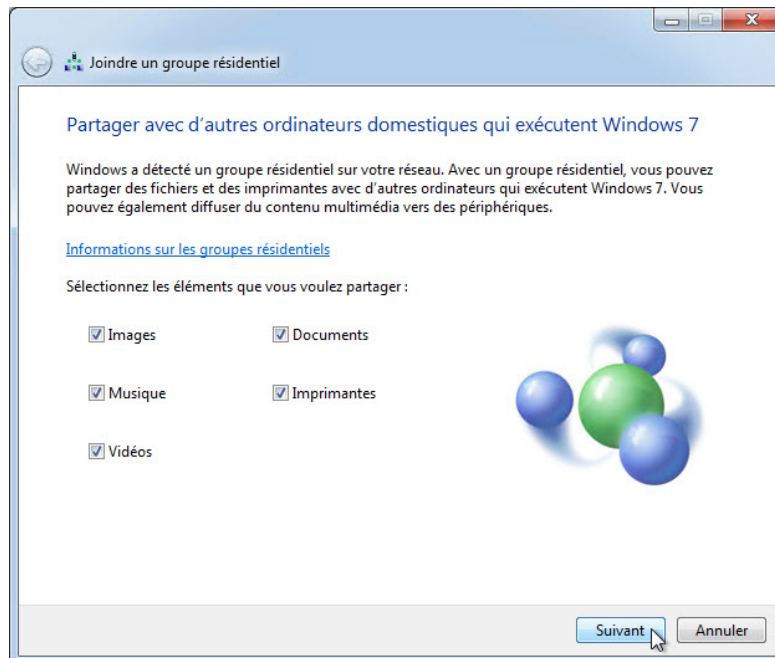 Joindre un groupe résidentiel
Partager avec d'autres ordinateurs domestiques qui exécutent Windows 7
Windows a détecté un groupe résidentiel sur votre réseau. Avec un groupe résidentiel, vous pouvez
partager des fichiers et des imprimantes avec d'autres ordinateurs qui exécutent Windows 7. Vous
pouvez également diffuser du contenu multimédia vers des périphériques.
Informations sur les groupes résidentiels
Sélectionnez les éléments que vous voulez partager :
Images Documents
Musique Imprimantes
Vidéos
Suivant Annuler